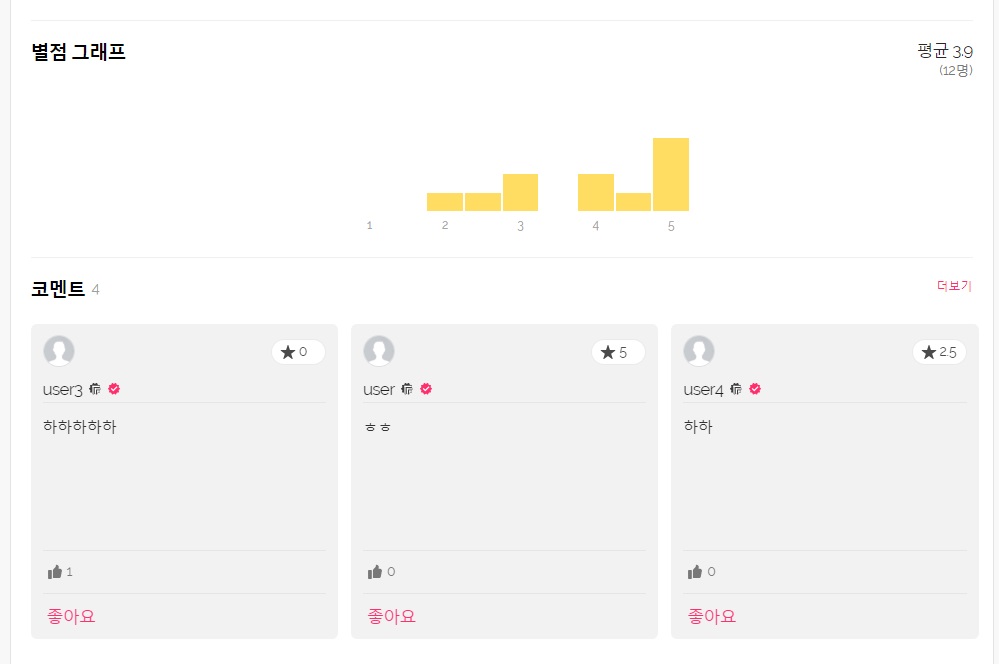 별점 그래프
평균 3.9
(12명)
1 2 3 4 5
코멘트 4
더보기
★ 0
★ 5
★ 2.5
user3
user
user4
하하하하하
ㅎㅎ
하하
1
0
0
좋아요
좋아요
좋아요